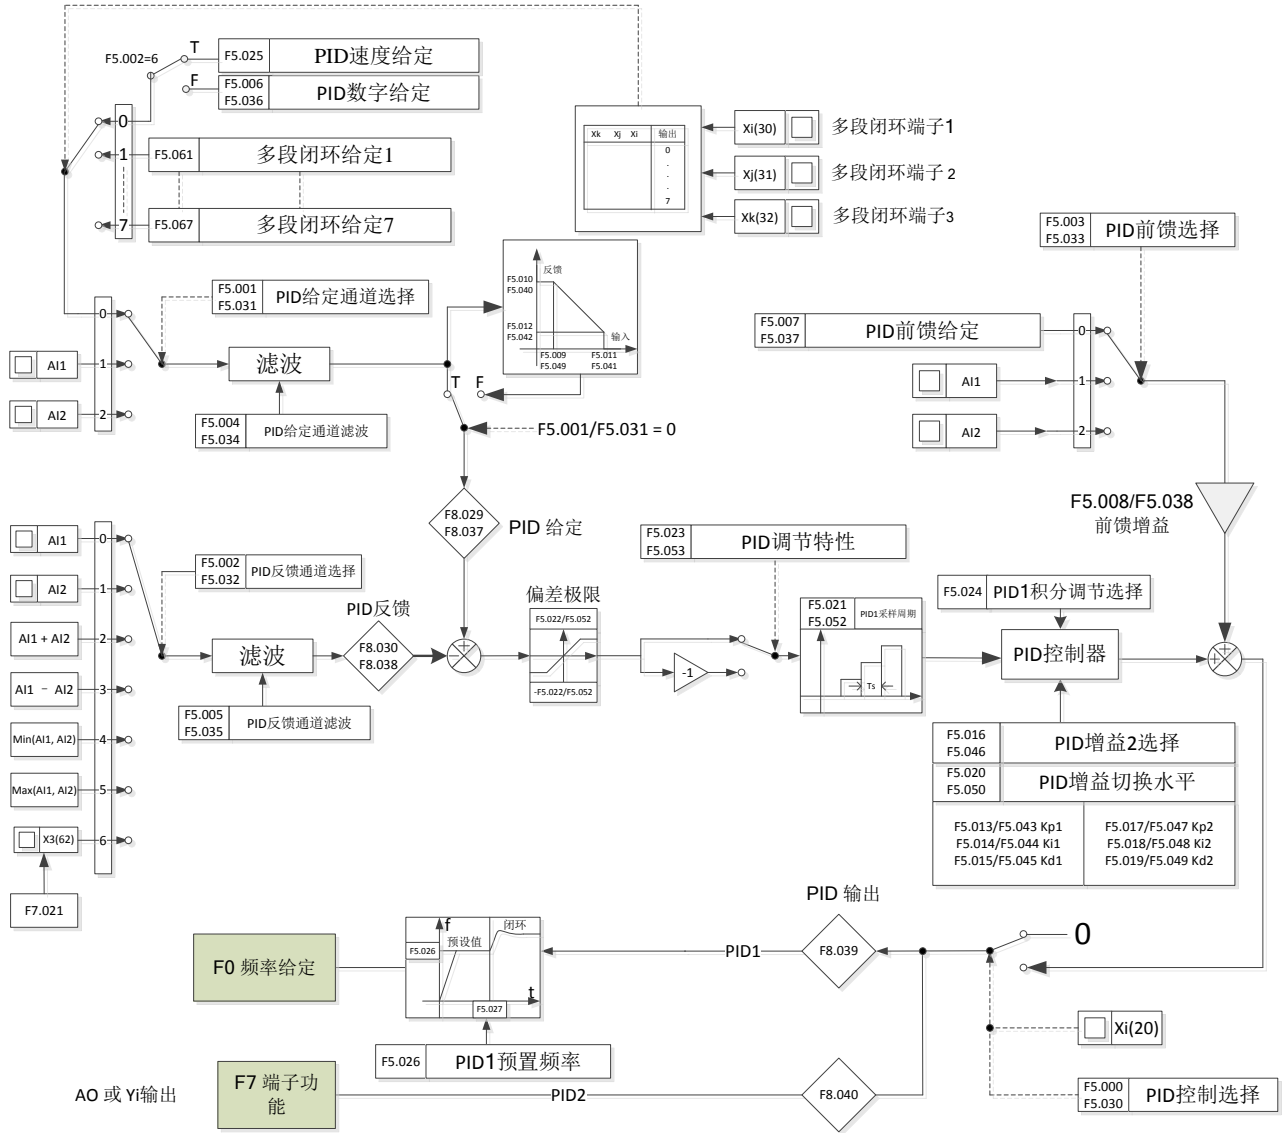 F5.002=6
T
F5.025
PID速度给定
F
F5.006
F5.036
PID数字给定
0
1
F5.061
多段闭环给定1
7
F5.067
多段闭环给定7
Xk Xj Xi 输出
0
.
.
.
7
Xi(30)
多段闭环端子1
Xj(31)
多段闭环端子 2
Xk(32)
多段闭环端子3
F5.003
F5.033
PID前馈选择
F5.001
F5.031
PID给定通道选择
0
AI1
1
AI2
2
滤波
F5.004
F5.034
PID给定通道滤波
反馈
F5.010
F5.040
F5.012
F5.042
输入
F5.009
F5.049
F5.011
F5.041
T
F
F5.001/F5.031 = 0
F5.007
F5.037
PID前馈给定
0
AI1
1
AI2
2
F5.008/F5.038
前馈增益
F8.029
F8.037
PID 给定
AI1
0
AI2
1
AI1 + AI2
2
AI1 － AI2
3
Min(AI1, AI2)
4
Max(AI1, AI2)
5
X3(62)
6
F7.021
F5.002
F5.032
PID反馈通道选择
滤波
F5.005
F5.035
PID反馈通道滤波
PID反馈
F8.030
F8.038
+
-
偏差极限
F5.022/F5.052
-F5.022/F5.052
F5.023
F5.053
PID调节特性
-1
F5.021
F5.052
PID1采样周期
Ts
F5.024
PID1积分调节选择
PID控制器
+
+
F5.016
F5.046
PID增益2选择
F5.020
F5.050
PID增益切换水平
F5.013/F5.043 Kp1
F5.014/F5.044 Ki1
F5.015/F5.045 Kd1
F5.017/F5.047 Kp2
F5.018/F5.048 Ki2
F5.019/F5.049 Kd2
PID 输出
F8.039
PID1
0
Xi(20)
F5.000
F5.030
PID控制选择
f
闭环
预设值
F5.026
t
F5.027
F0 频率给定
F5.026
PID1预置频率
AO 或 Yi输出
F7 端子功
能
PID2
F8.040